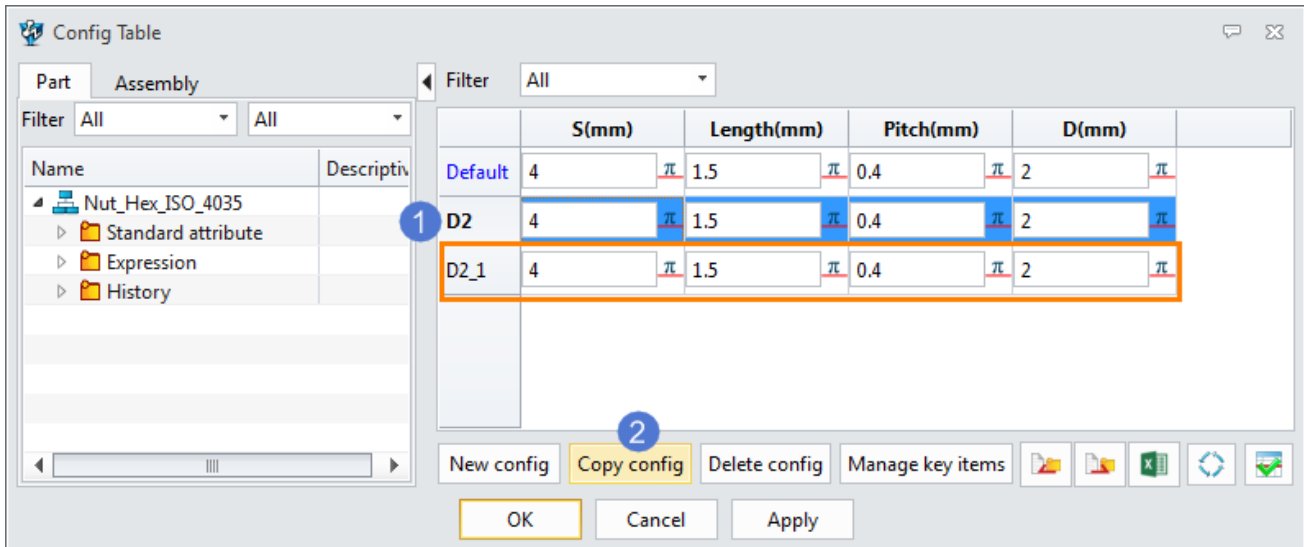 Config Table
Part Assembly
Filter All All
Name Descriptiv
Nut_Hex_ISO_4035
Standard attribute
Expression
History
Filter All
S(mm) Length(mm) Pitch(mm) D(mm)
Default 4 π 1.5 π 0.4 π 2 π
1 D2 4 π 1.5 π 0.4 π 2 π
D2_1 4 π 1.5 π 0.4 π 2 π
2
New config Copy config Delete config Manage key items
OK Cancel Apply